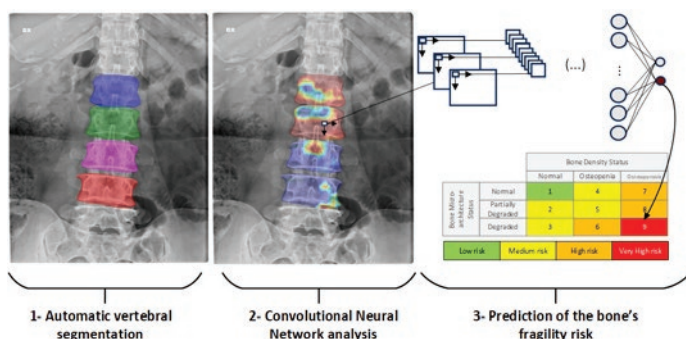 (...)
Bone Density Status
Normal Osteopenia Osteoporosis
Bone Micro-architecture Status
Normal 1 4 7
Partially Degraded 2 5 8
Degraded 3 6 9
Low risk Medium risk High risk Very High risk
1- Automatic vertebral
segmentation
2- Convolutional Neural
Network analysis
3- Prediction of the bone's
fragility risk